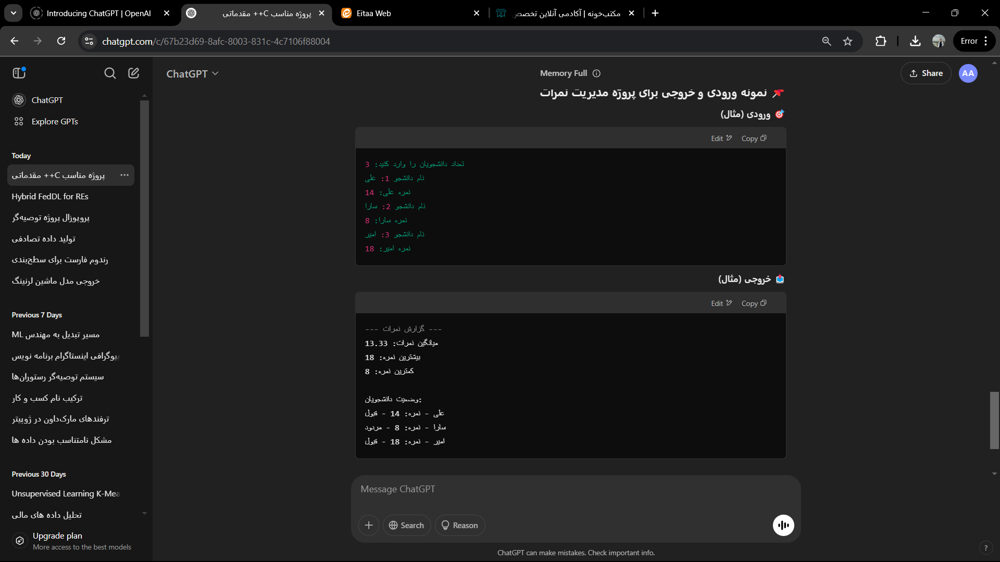 Introducing ChatGPT | OpenAI
پروژه مناسب C++ مقدماتی
Eitaa Web
مکتب‌خونه | آکادمی آنلاین تخصص
chatgpt.com/c/67b23d69-8afc-8003-831c-4c7106f88004
Error
ChatGPT
Memory Full
Share
AA
ChatGPT
Explore GPTs
Today
پروژه مناسب C++ مقدماتی
Hybrid FedDL for REs
پروپوزال پروژه توصیه‌گر
تولید داده تصادفی
رندوم فارست برای سطح‌بندی
خروجی مدل ماشین لرنینگ
Previous 7 Days
مسیر تبدیل به مهندس ML
بیوگرافی اینستاگرام برنامه نویس
سیستم توصیه‌گر رستوران‌ها
ترکیب نام کسب و کار
ترفندهای مارک‌داون در ژوپیتر
مشکل نامتناسب بودن داده ها
Previous 30 Days
Unsupervised Learning K-Mea
تحلیل داده های مالی
Upgrade plan
More access to the best models
نمونه ورودی و خروجی برای پروژه مدیریت نمرات
ورودی (مثال)
Edit Copy
تعداد دانشجویان را وارد کنید: 3
نام دانشجو 1: علی
نمره علی: 14
نام دانشجو 2: سارا
نمره سارا: 8
نام دانشجو 3: امیر
نمره امیر: 18
خروجی (مثال)
Edit Copy
--- گزارش نمرات ---
میانگین نمرات: 13.33
بیشترین نمره: 18
کمترین نمره: 8
وضعیت دانشجویان:
علی - نمره: 14 - قبول
سارا - نمره: 8 - مردود
امیر - نمره: 18 - قبول
Message ChatGPT
Search
Reason
ChatGPT can make mistakes. Check important info.
?